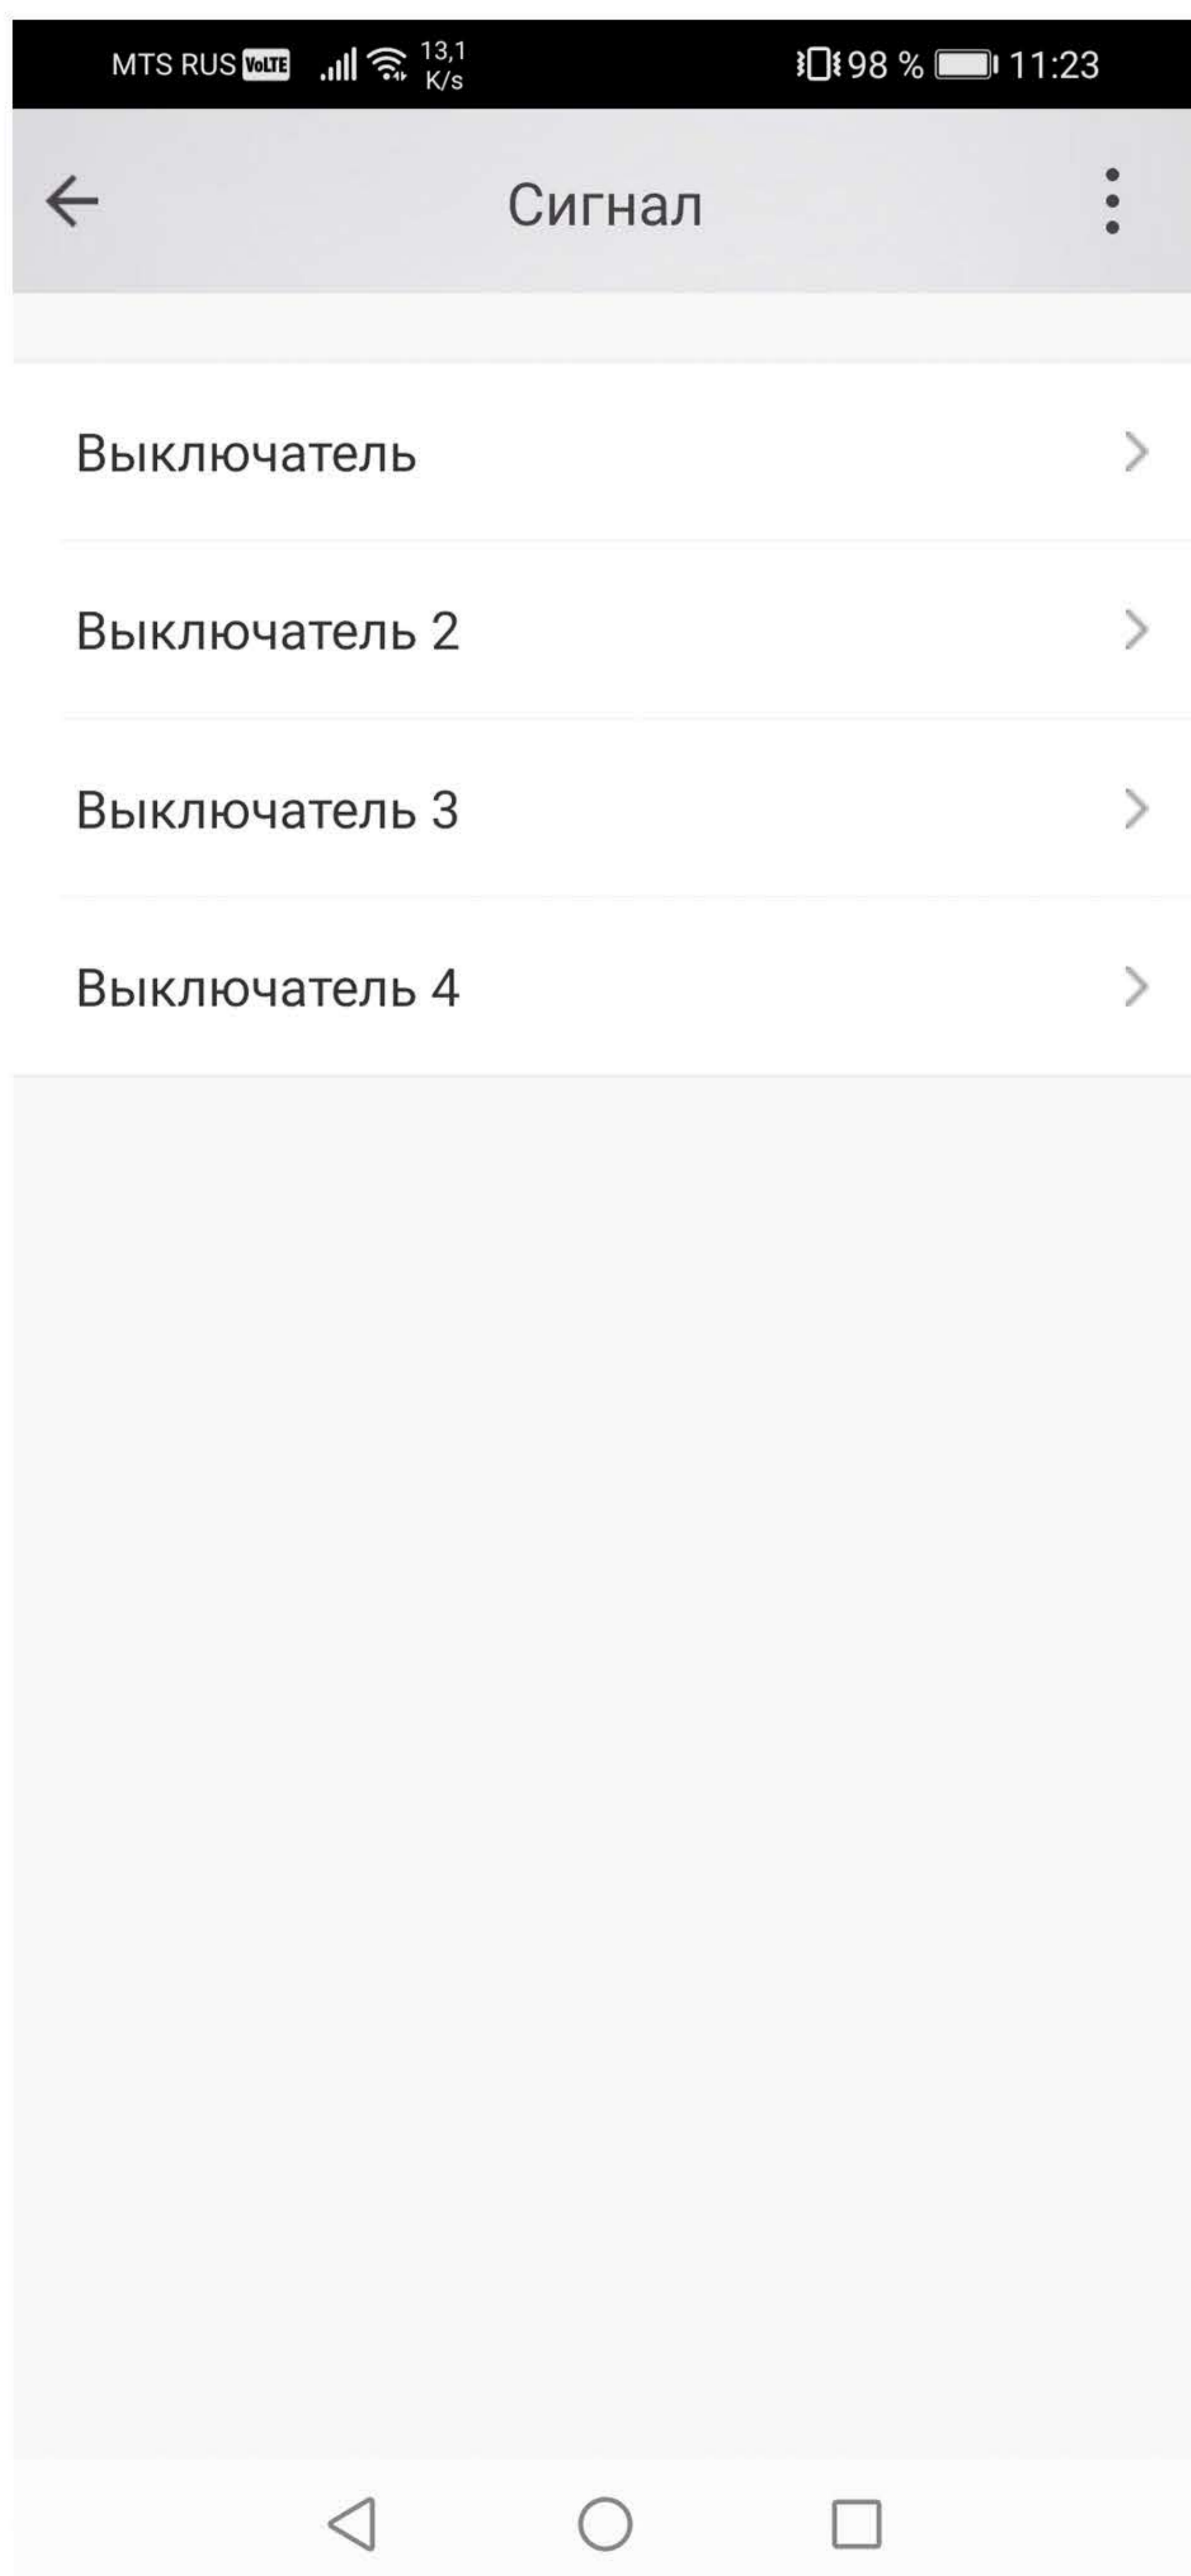 MTS RUS VoLTE 13,1 K/s 98 % 11:23
Сигнал
Выключатель
Выключатель 2
Выключатель 3
Выключатель 4